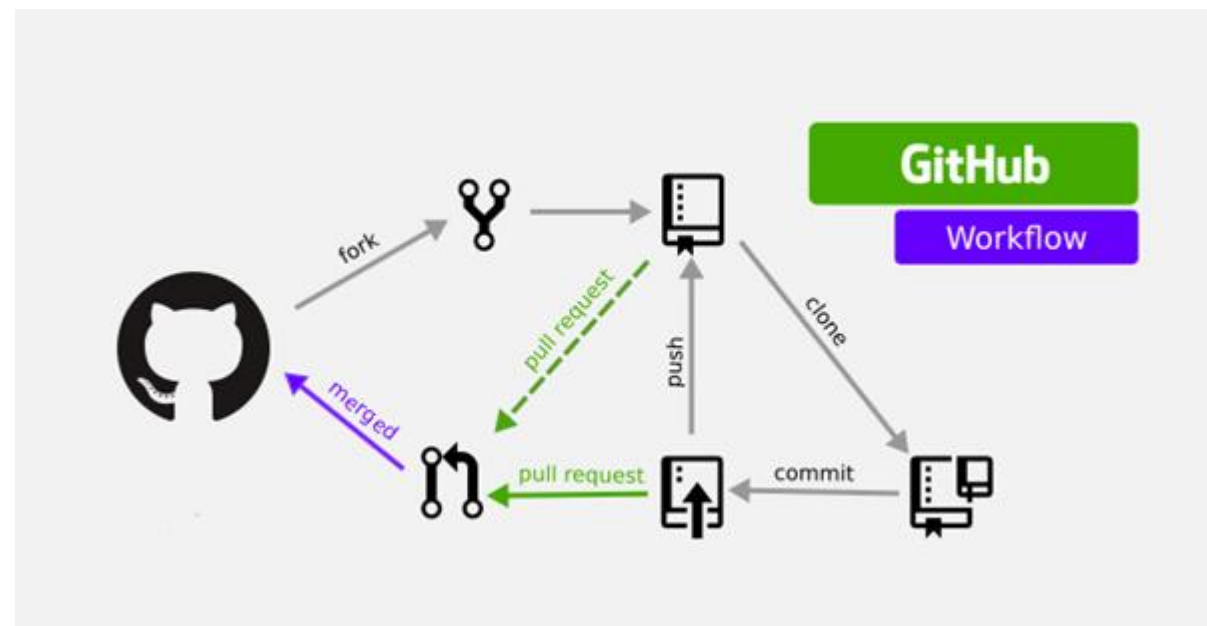 GitHub
Workflow
fork
pull request
clone
push
merged
pull request
commit